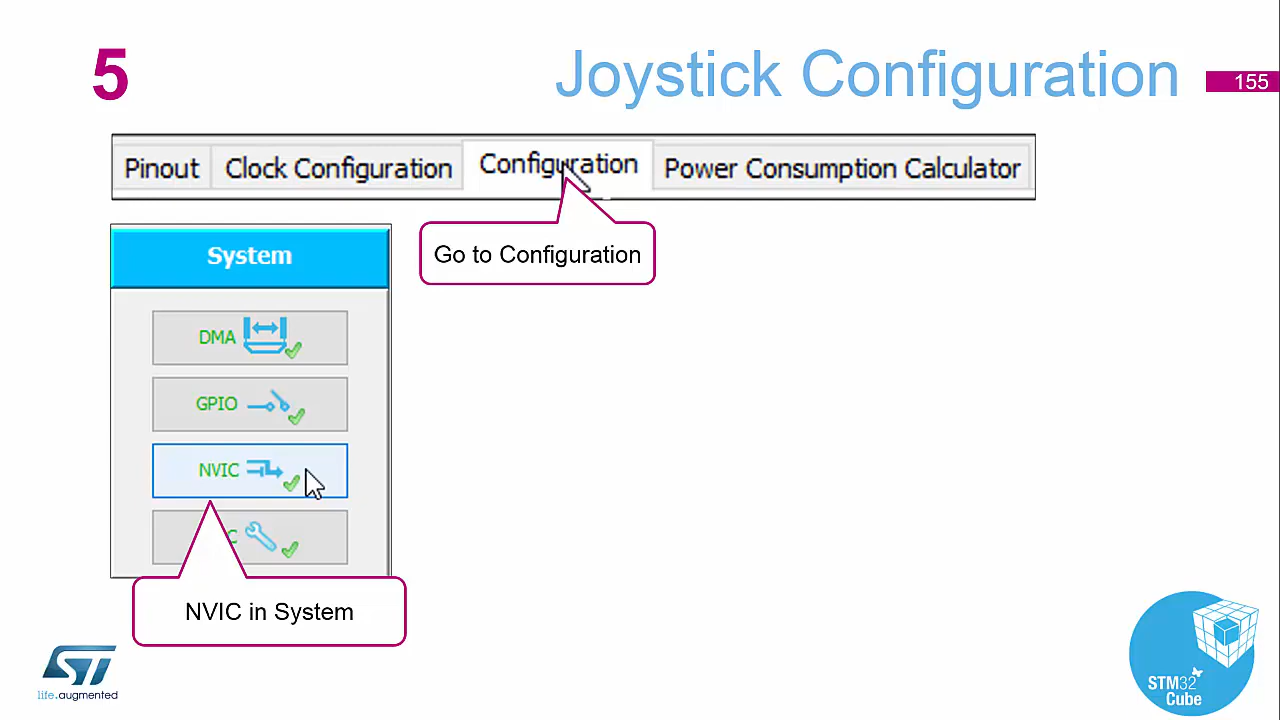 5
Joystick Configuration
155
Pinout
Clock Configuration
Configuration
Power Consumption Calculator
Go to Configuration
System
DMA
GPIO
NVIC
C
NVIC in System
ST
life.augmented
STM32
Cube